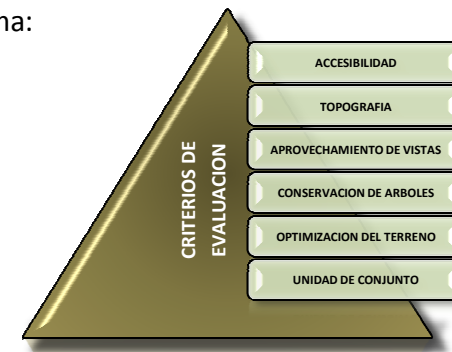 na:
CRITERIOS DE
EVALUACION
ACCESIBILIDAD
TOPOGRAFIA
APROVECHAMIENTO DE VISTAS
CONSERVACION DE ARBOLES
OPTIMIZACION DEL TERRENO
UNIDAD DE CONJUNTO